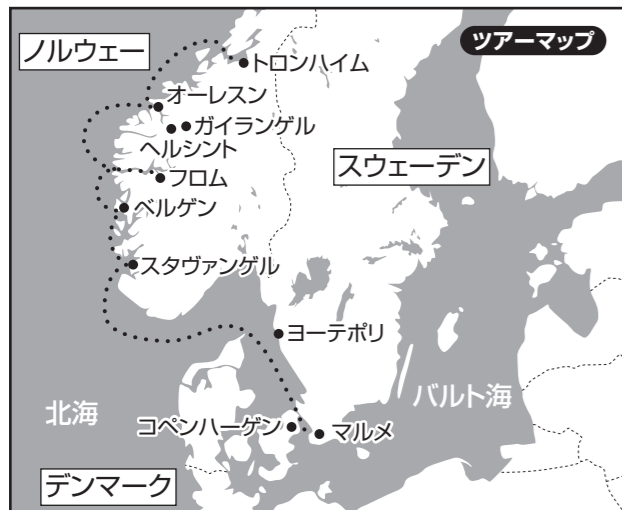 ツアーマップ
ノルウェー
トロンハイム
オーレスン
ガイランゲル
ヘルシント
スウェーデン
フロム
ベルゲン
スタヴァンゲル
ヨーテボリ
北海
バルト海
コペンハーゲン
マルメ
デンマーク